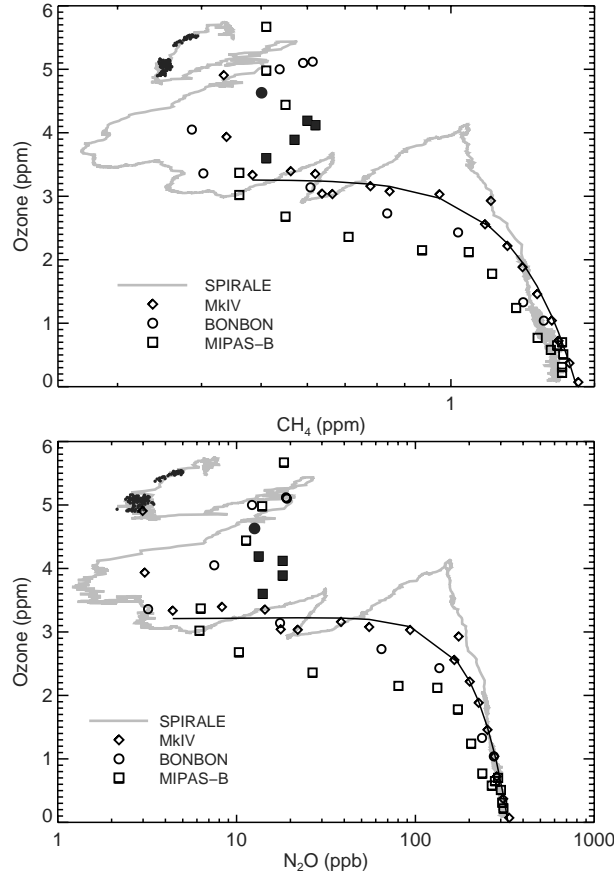 6
5
4
3
2
1
0
Ozone (ppm)
SPIRALE
MkIV
BONBON
MIPAS−B
1
CH4 (ppm)
6
5
4
3
2
1
0
Ozone (ppm)
SPIRALE
MkIV
BONBON
MIPAS−B
1 10 100 1000
N2O (ppb)